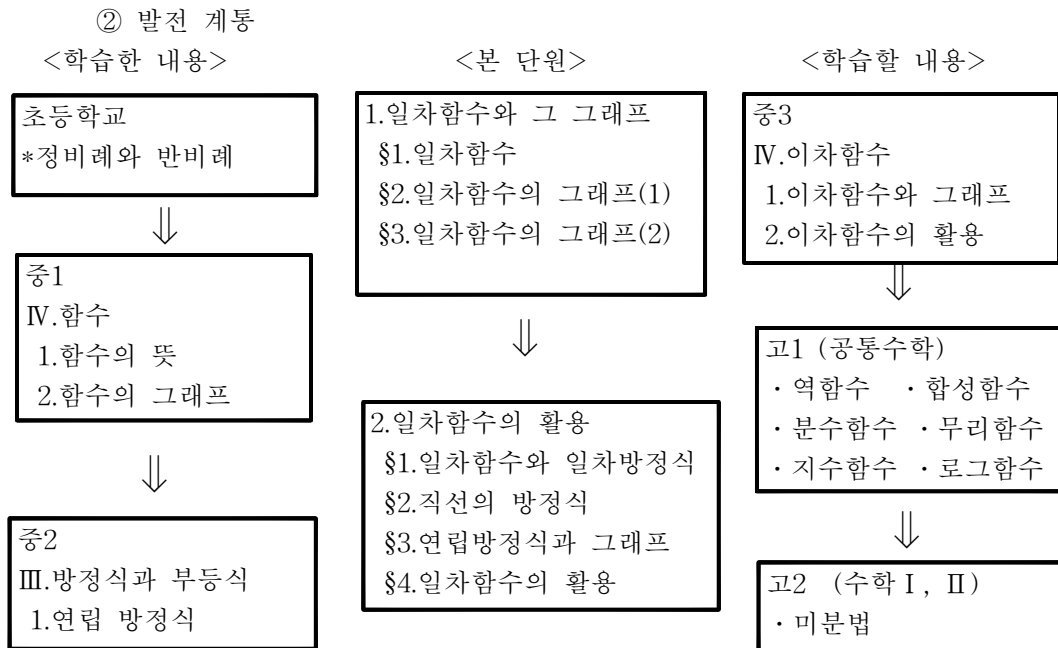 ② 발전 계통
<학습한 내용>
초등학교
*정비례와 반비례
⇓
중1
Ⅳ.함수
1.함수의 뜻
2.함수의 그래프
⇓
중2
Ⅲ.방정식과 부등식
1.연립 방정식
<본 단원>
1.일차함수와 그 그래프
§1.일차함수
§2.일차함수의 그래프(1)
§3.일차함수의 그래프(2)
⇓
2.일차함수의 활용
§1.일차함수와 일차방정식
§2.직선의 방정식
§3.연립방정식과 그래프
§4.일차함수의 활용
<학습할 내용>
중3
Ⅳ.이차함수
1.이차함수와 그래프
2.이차함수의 활용
⇓
고1 (공통수학)
· 역함수 · 합성함수
· 분수함수 · 무리함수
· 지수함수 · 로그함수
⇓
고2 (수학Ⅰ, Ⅱ)
· 미분법